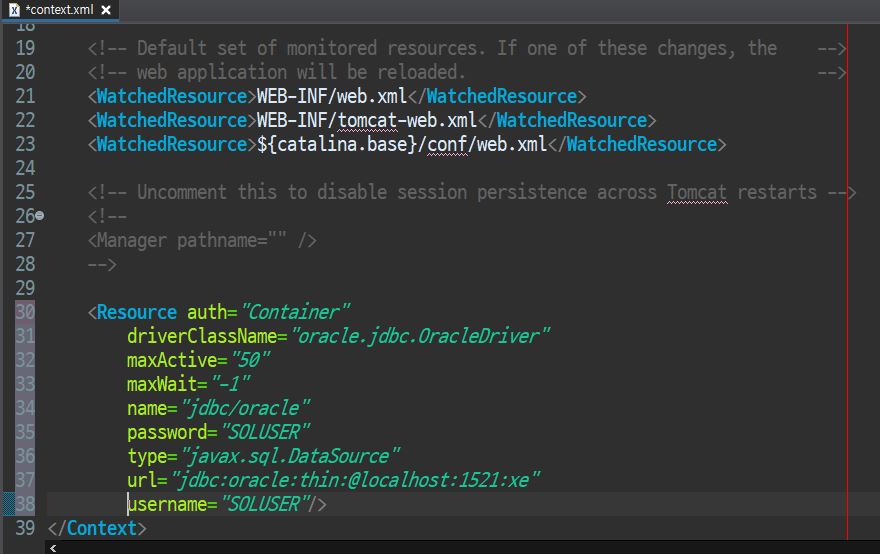 *context.xml
18
19 <!-- Default set of monitored resources. If one of these changes, the -->
20 <!-- web application will be reloaded. -->
21 <WatchedResource>WEB-INF/web.xml</WatchedResource>
22 <WatchedResource>WEB-INF/tomcat-web.xml</WatchedResource>
23 <WatchedResource>${catalina.base}/conf/web.xml</WatchedResource>
24
25 <!-- Uncomment this to disable session persistence across Tomcat restarts -->
26 <!--
27 <Manager pathname="" />
28 -->
29
30 <Resource auth="Container"
31 driverClassName="oracle.jdbc.OracleDriver"
32 maxActive="50"
33 maxWait="-1"
34 name="jdbc/oracle"
35 password="SOLUSER"
36 type="javax.sql.DataSource"
37 url="jdbc:oracle:thin:@localhost:1521:xe"
38 username="SOLUSER"/>
39 </Context>